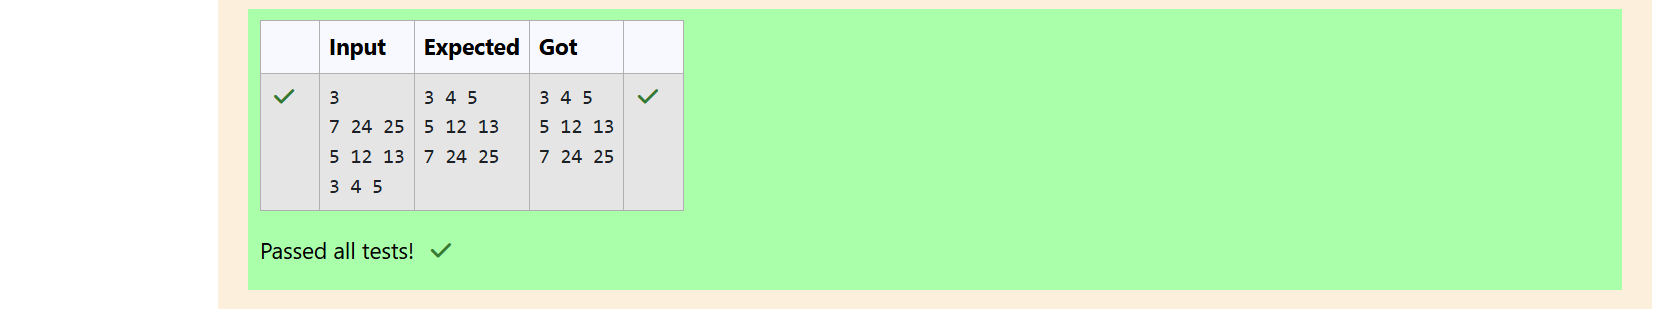 Input Expected Got
3 3 4 5 3 4 5
7 24 25 5 12 13 5 12 13
5 12 13 7 24 25 7 24 25
3 4 5
Passed all tests!